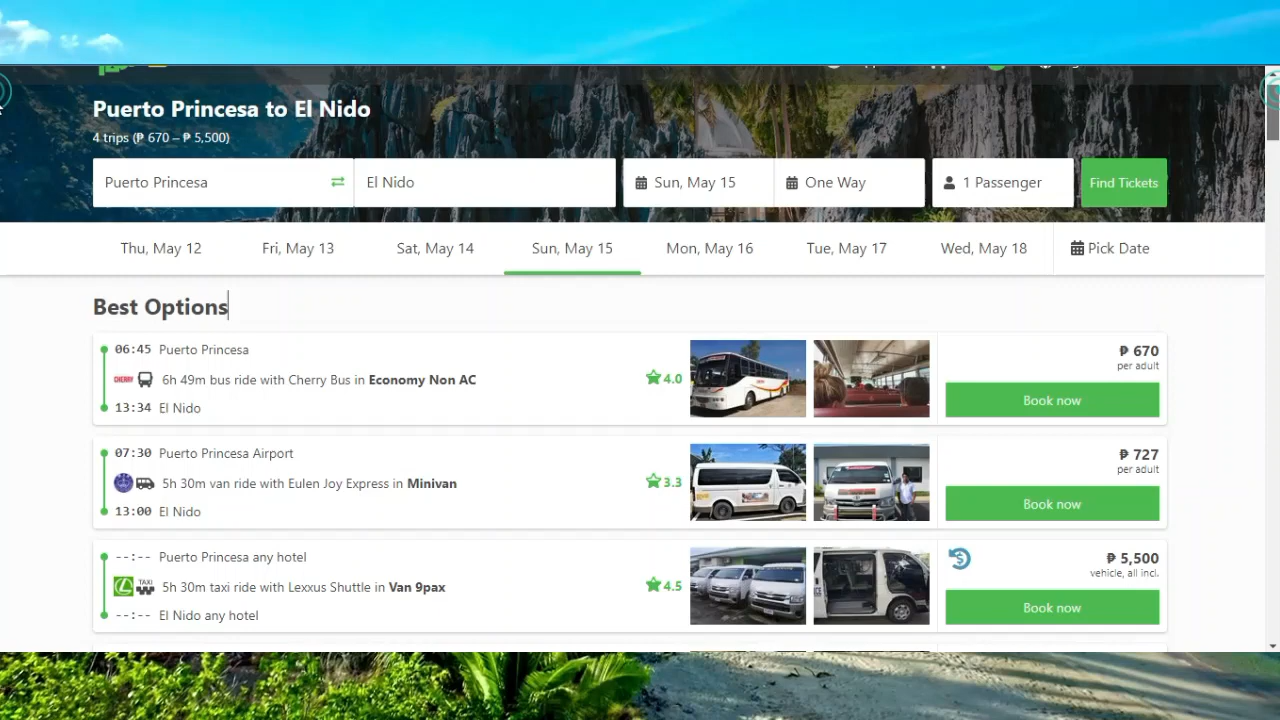 Puerto Princesa to El Nido
4 trips (₱ 670 – ₱ 5,500)
Puerto Princesa
El Nido
Sun, May 15
One Way
1 Passenger
Find Tickets
Thu, May 12
Fri, May 13
Sat, May 14
Sun, May 15
Mon, May 16
Tue, May 17
Wed, May 18
Pick Date
Best Options
06:45 Puerto Princesa
CHERRY 6h 49m bus ride with Cherry Bus in Economy Non AC
13:34 El Nido
4.0
₱ 670
per adult
Book now
07:30 Puerto Princesa Airport
5h 30m van ride with Eulen Joy Express in Minivan
13:00 El Nido
3.3
₱ 727
per adult
Book now
--:-- Puerto Princesa any hotel
TAXI 5h 30m taxi ride with Lexxus Shuttle in Van 9pax
--:-- El Nido any hotel
4.5
₱ 5,500
vehicle, all incl.
Book now